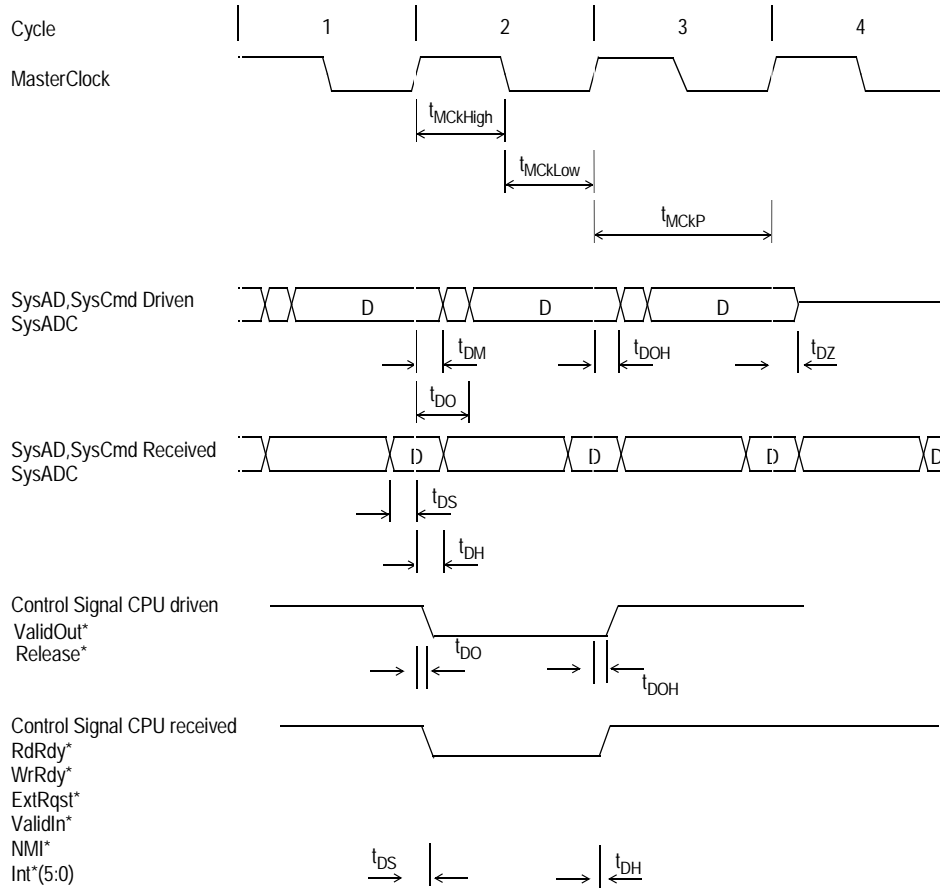 Cycle 1 2 3 4
MasterClock
tMCkHigh
tMCkLow
tMCkP
SysAD,SysCmd Driven
SysADC
D D D
tDM tDOH tDZ
tDO
SysAD,SysCmd Received
SysADC
D D D D
tDS
tDH
Control Signal CPU driven
ValidOut*
Release*
tDO
tDOH
Control Signal CPU received
RdRdy*
WrRdy*
ExtRqst*
ValidIn*
NMI*
Int*(5:0)
tDS tDH